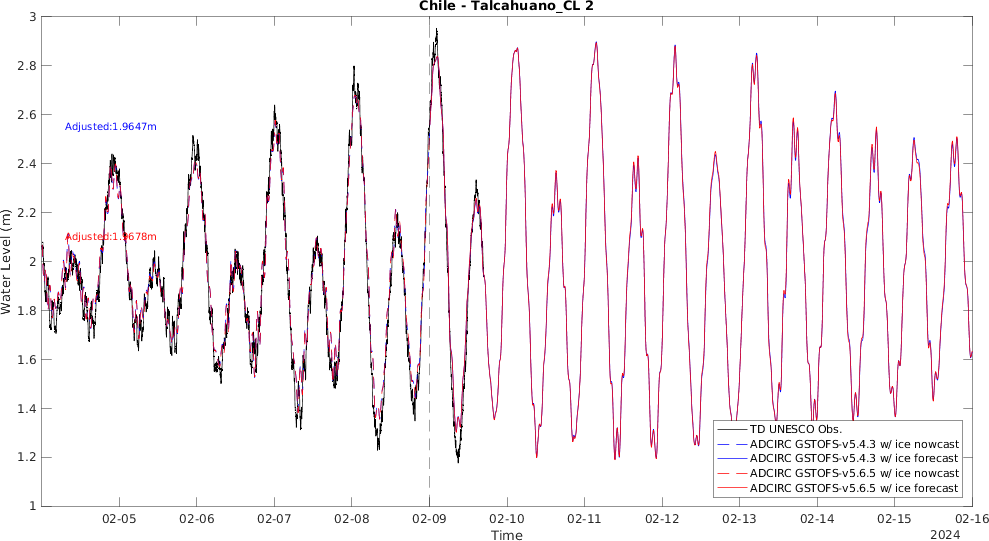 Chile - Talcahuano_CL 2
3
2.8
2.6
2.4
2.2
2
1.8
1.6
1.4
1.2
1
Water Level (m)
Adjusted:1.9647m
Adjusted:1.9678m
TD UNESCO Obs.
ADCIRC GSTOFS-v5.4.3 w/ ice nowcast
ADCIRC GSTOFS-v5.4.3 w/ ice forecast
ADCIRC GSTOFS-v5.6.5 w/ ice nowcast
ADCIRC GSTOFS-v5.6.5 w/ ice forecast
02-05 02-06 02-07 02-08 02-09 02-10 02-11 02-12 02-13 02-14 02-15 02-16
Time
2024